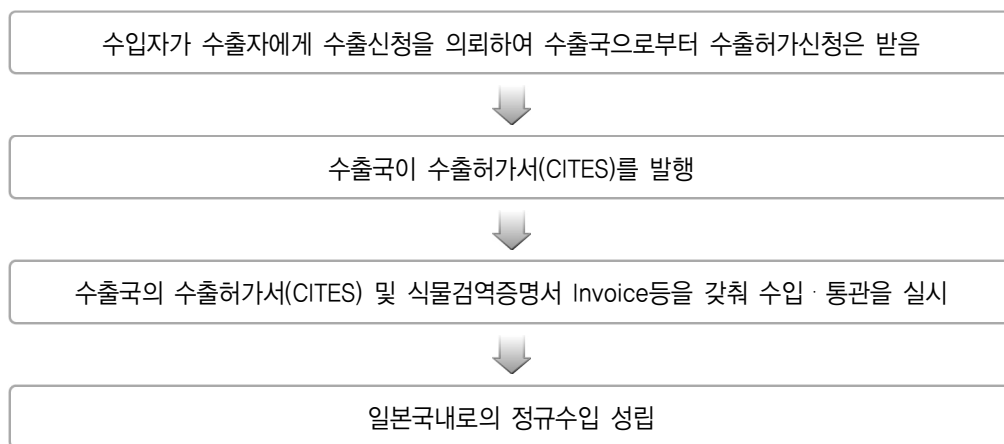 수입자가 수출자에게 수출신청을 의뢰하여 수출국으로부터 수출허가신청은 받음
수출국이 수출허가서(CITES)를 발행
수출국의 수출허가서(CITES) 및 식물검역증명서 Invoice등을 갖춰 수입 · 통관을 실시
일본국내로의 정규수입 성립